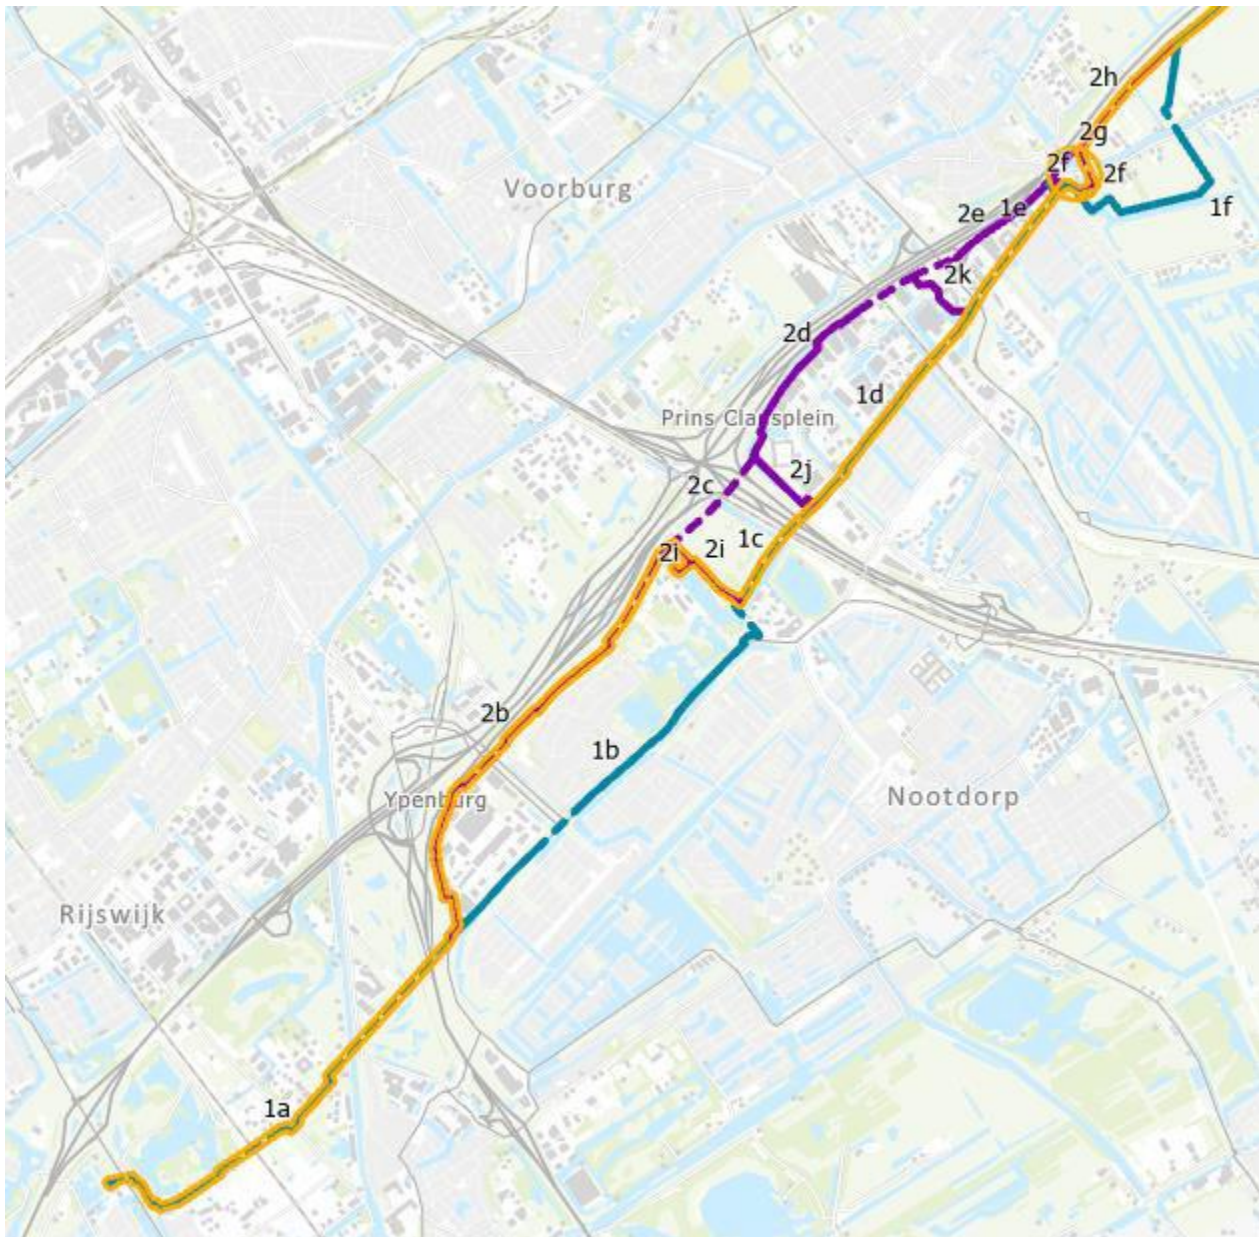 2h
2g
2f
2f
Voorburg
1f
2e
1e
2k
2d
1d
Prins Clausplein
2j
2c
1c
2i
2i
2b
1b
Ypenburg
Nootdorp
Rijswijk
1a